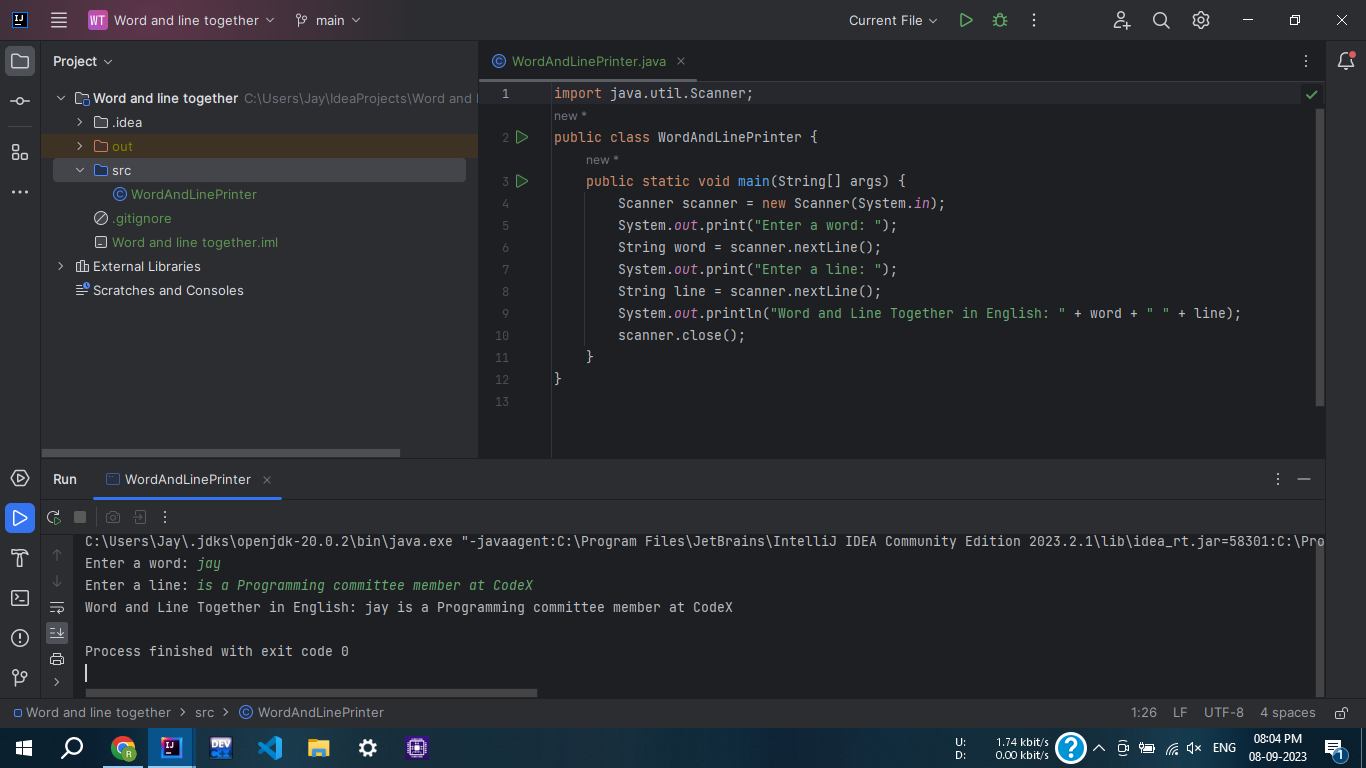 WT Word and line together
main
Current File
Project
Word and line together C:\Users\Jay\IdeaProjects\Word and
.idea
out
src
WordAndLinePrinter
.gitignore
Word and line together.iml
External Libraries
Scratches and Consoles
WordAndLinePrinter.java
1 import java.util.Scanner;
new *
2 public class WordAndLinePrinter {
new *
3 public static void main(String[] args) {
4 Scanner scanner = new Scanner(System.in);
5 System.out.print("Enter a word: ");
6 String word = scanner.nextLine();
7 System.out.print("Enter a line: ");
8 String line = scanner.nextLine();
9 System.out.println("Word and Line Together in English: " + word + " " + line);
10 scanner.close();
11 }
12 }
13
Run WordAndLinePrinter
C:\Users\Jay\.jdks\openjdk-20.0.2\bin\java.exe "-javaagent:C:\Program Files\JetBrains\IntelliJ IDEA Community Edition 2023.2.1\lib\idea_rt.jar=58301:C:\Pro
Enter a word: jay
Enter a line: is a Programming committee member at CodeX
Word and Line Together in English: jay is a Programming committee member at CodeX
Process finished with exit code 0
Word and line together > src > WordAndLinePrinter
1:26 LF UTF-8 4 spaces
U: 1.74 kbit/s
D: 0.00 kbit/s
ENG
08:04 PM
08-09-2023
1
IJ
DEV
R